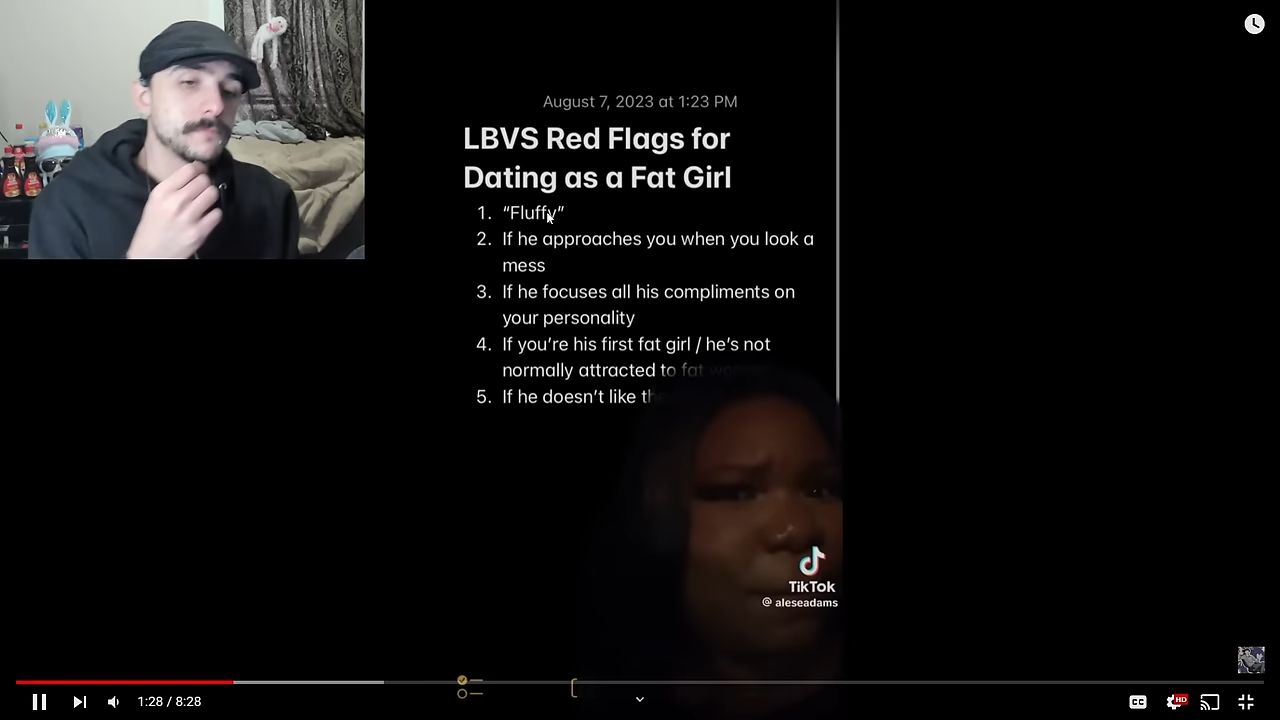 August 7, 2023 at 1:23 PM
LBVS Red Flags for
Dating as a Fat Girl
1. “Fluffy”
2. If he approaches you when you look a
mess
3. If he focuses all his compliments on
your personality
4. If you’re his first fat girl / he’s not
normally attracted to fat
5. If he doesn’t like
TikTok
@ aleseadams
1:28 / 8:28
CC
HD